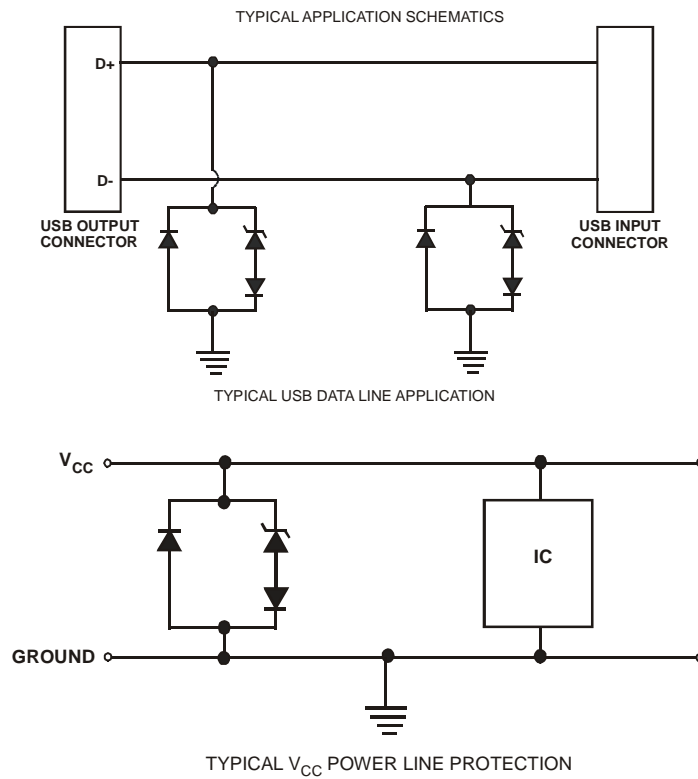 TYPICAL APPLICATION SCHEMATICS
D+
D-
USB OUTPUT
CONNECTOR
USB INPUT
CONNECTOR
TYPICAL USB DATA LINE APPLICATION
VCC
IC
GROUND
TYPICAL VCC POWER LINE PROTECTION